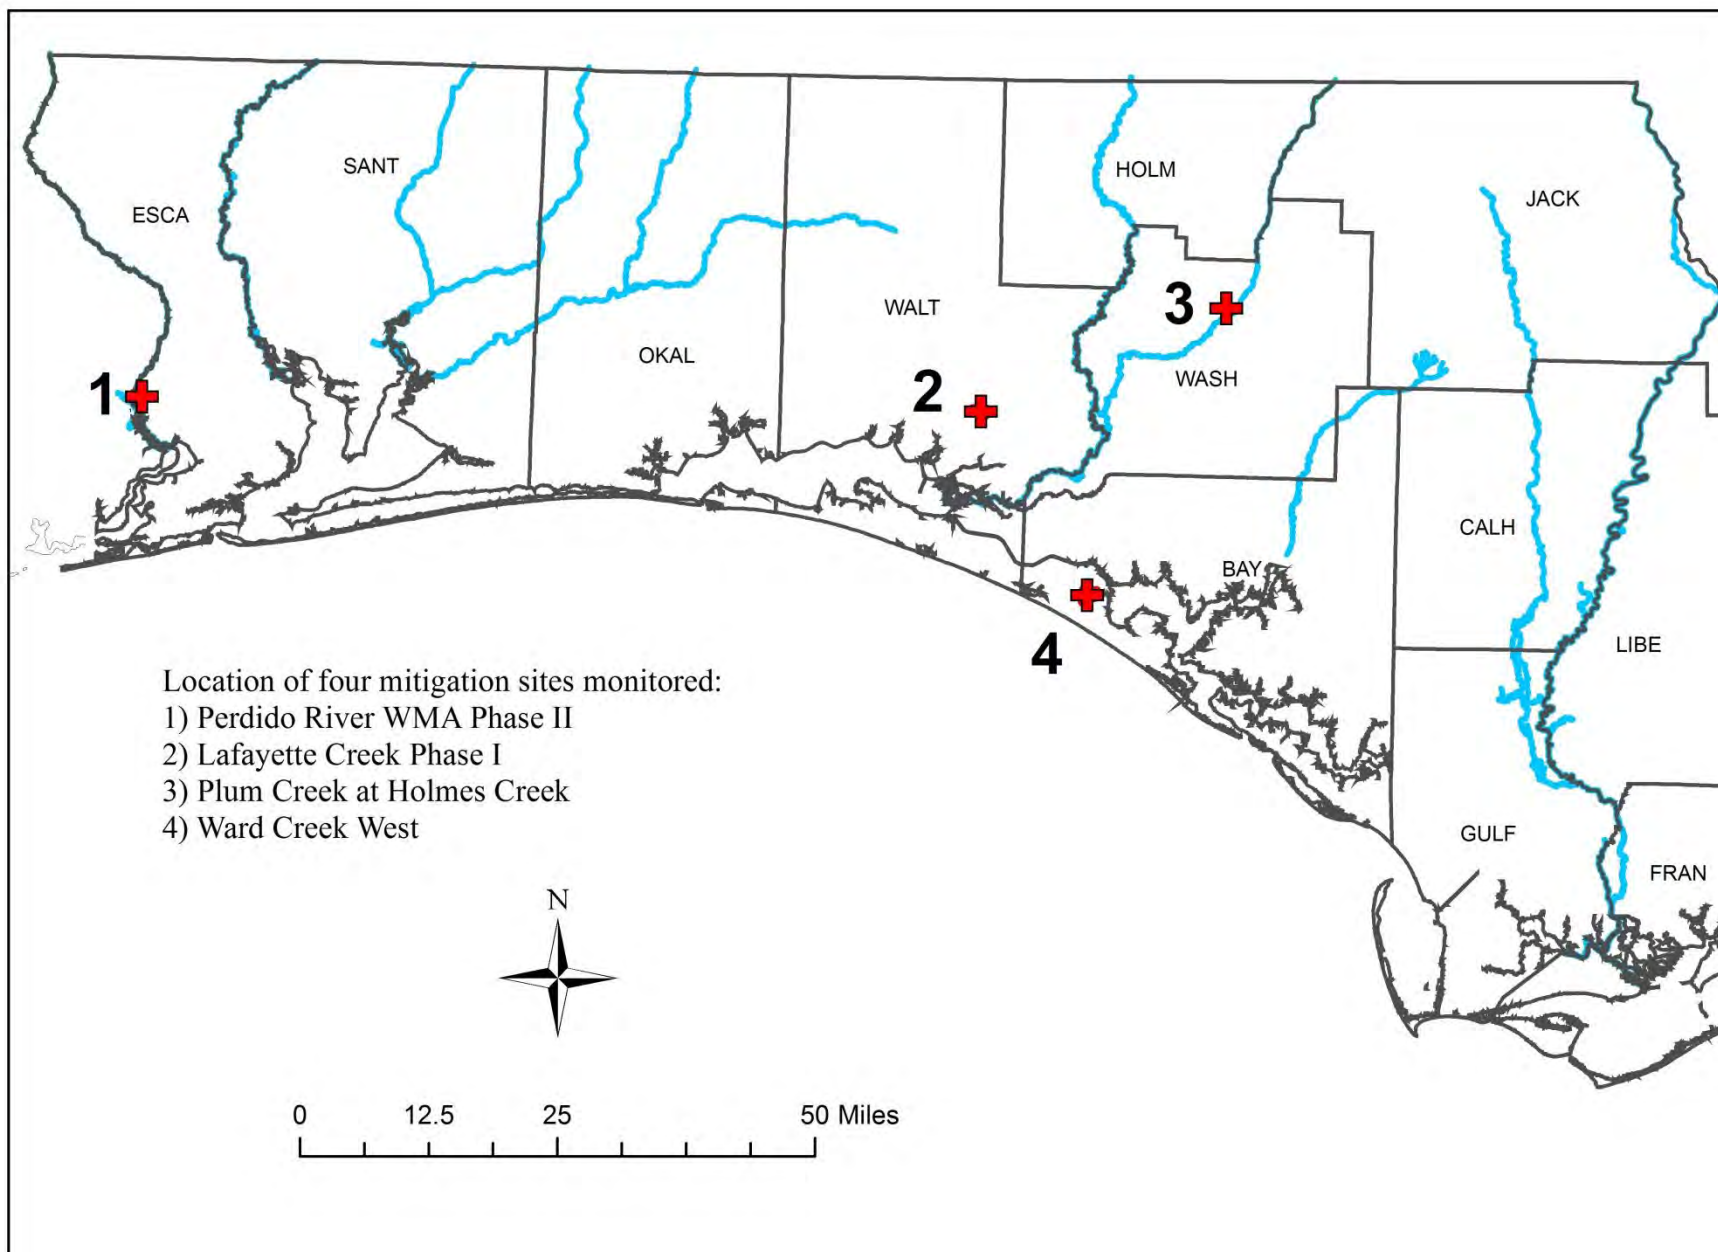 SANT
HOLM
JACK
ESCA
3
WALT
OKAL
WASH
1
2
CALH
BAY
4
LIBE
Location of four mitigation sites monitored:
1) Perdido River WMA Phase II
2) Lafayette Creek Phase I
3) Plum Creek at Holmes Creek
4) Ward Creek West
GULF
FRAN
N
0 12.5 25 50 Miles